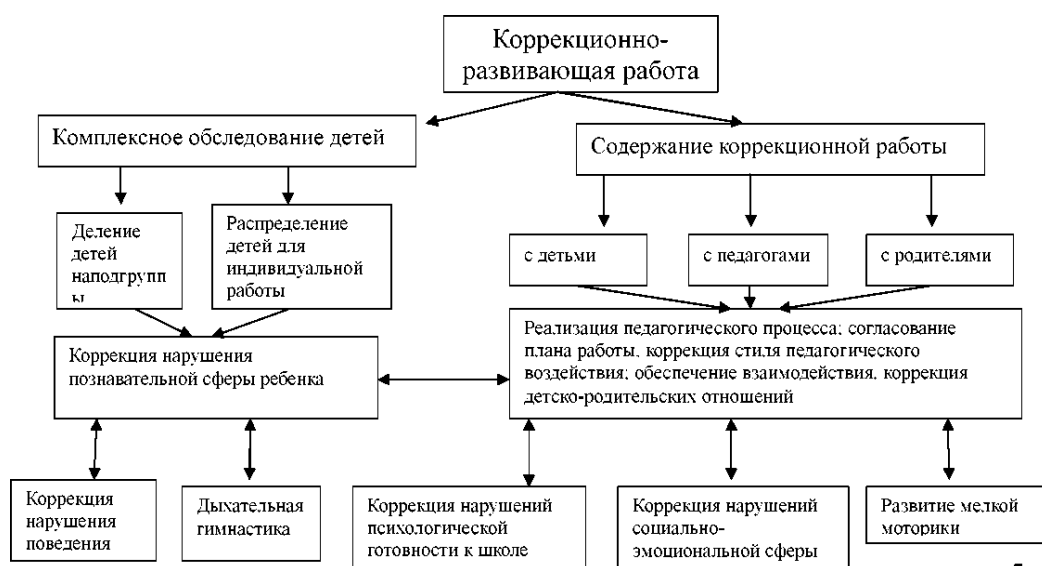 Коррекционно-
развивающая работа
Комплексное обследование детей
Содержание коррекционной работы
Деление
детей
наподгрупп
ы
Распределение
детей для
индивидуальной
работы
с детьми
с педагогами
с родителями
Коррекция нарушения
познавательной сферы ребенка
Реализация педагогического процесса; согласование
плана работы, коррекция стиля педагогического
воздействия; обеспечение взаимодействия, коррекция
детско-родительских отношений
Коррекция
нарушения
поведения
Дыхательная
гимнастика
Коррекция нарушений
психологической
готовности к школе
Коррекция нарушений
социально-
эмоциональной сферы
Развитие мелкой
моторики